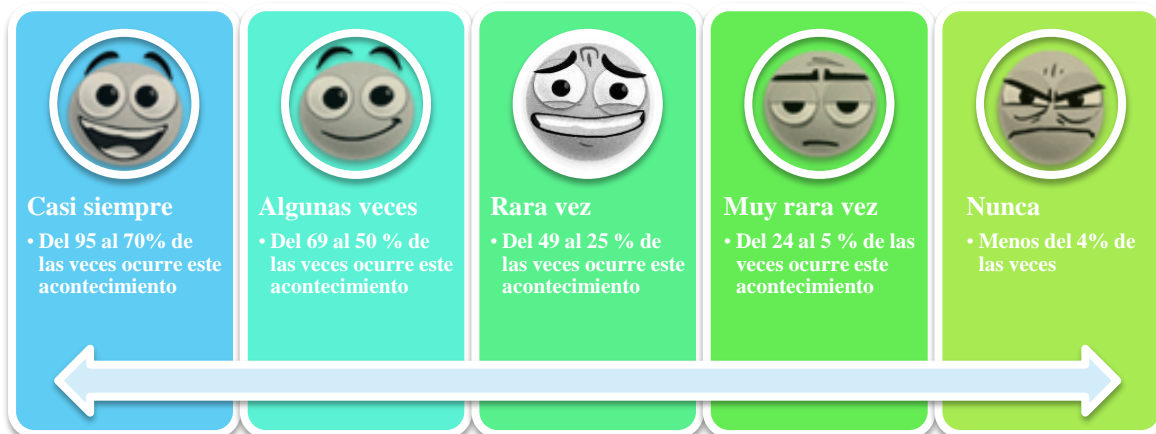 Casi siempre
• Del 95 al 70% de
las veces ocurre este
acontecimiento
Algunas veces
• Del 69 al 50 % de
las veces ocurre este
acontecimiento
Rara vez
• Del 49 al 25 % de
las veces ocurre este
acontecimiento
Muy rara vez
• Del 24 al 5 % de las
veces ocurre este
acontecimiento
Nunca
• Menos del 4% de
las veces